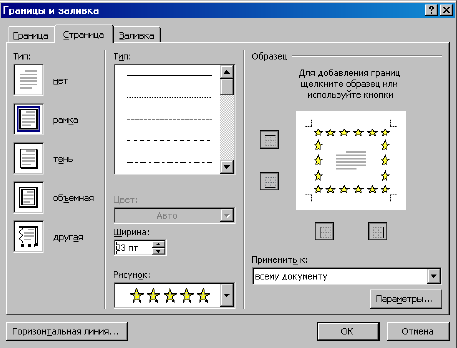 Границы и заливка
Граница
Страница
Заливка
Тип:
нет
рамка
тень
объемная
другая
Тип:
Цвет:
Авто
Ширина:
23 пт
Рисунок:
Образец
Для добавления границ
щелкните образец или
используйте кнопки
Применить к:
всему документу
Параметры...
Горизонтальная линия...
ОК
Отмена